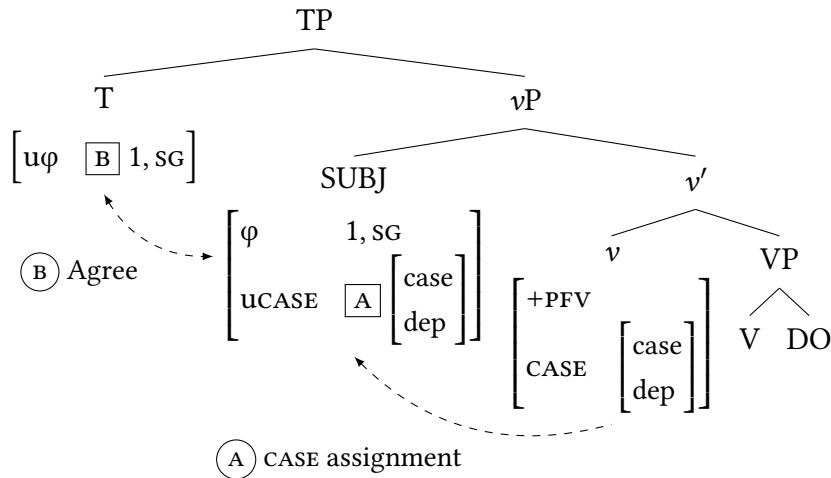 TP
T vP
[uφ B 1, SG]
SUBJ v′
φ 1, SG
v VP
B Agree
uCASE A [case
dep]
+PFV
V DO
CASE [case
dep]
A CASE assignment